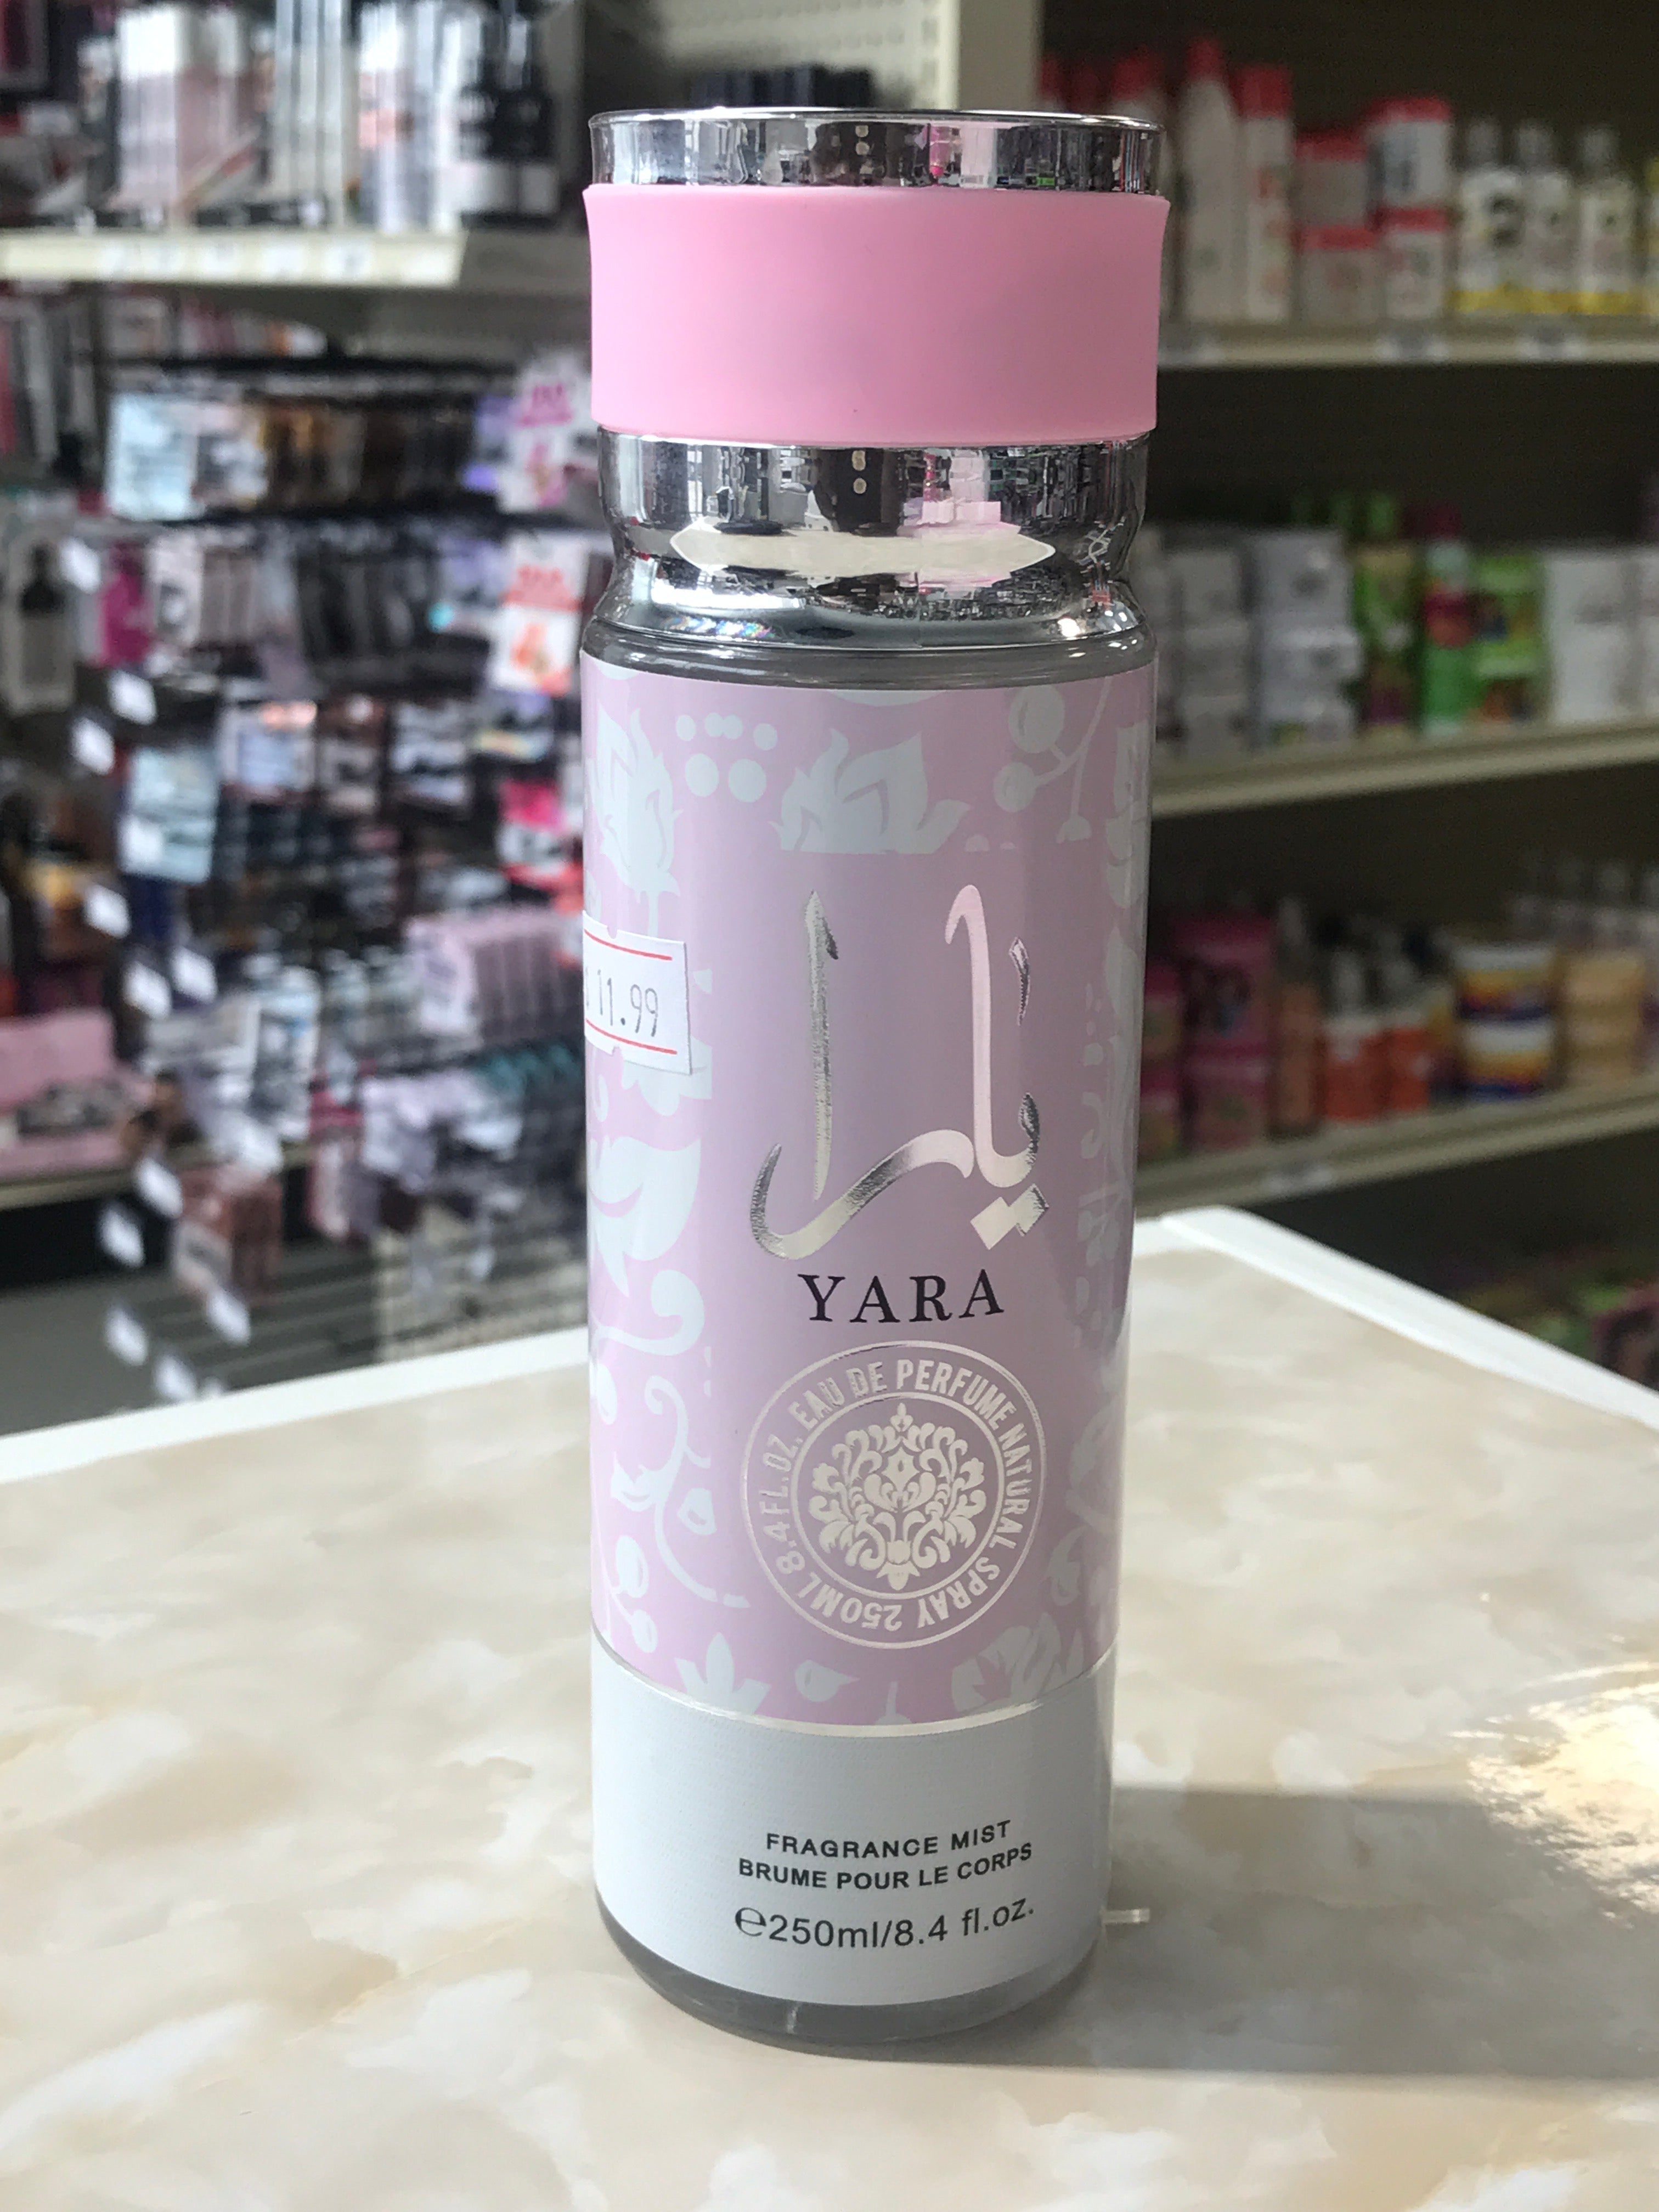 11.99
يارا
YARA
8.4FL.OZ. EAU DE PERFUME NATURAL SPRAY 250ML
FRAGRANCE MIST
BRUME POUR LE CORPS
℮250ml/8.4 fl.oz.